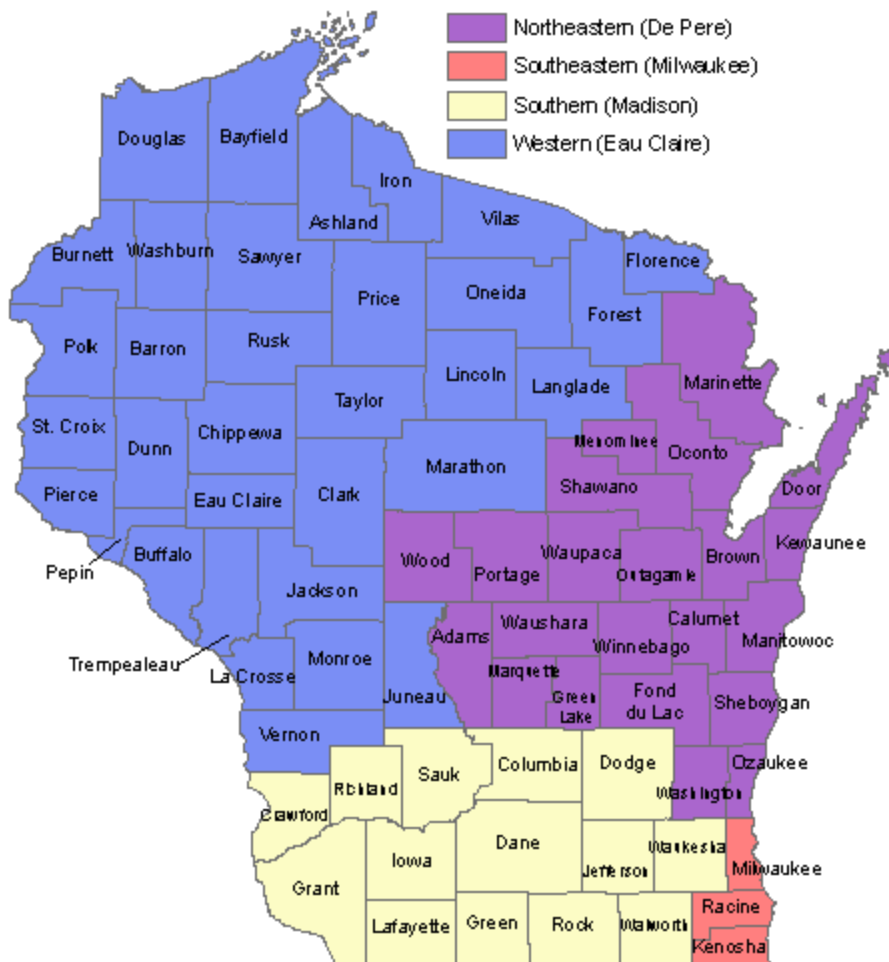 Northeastern (De Pere)
Southeastern (Milwaukee)
Southern (Madison)
Western (Eau Claire)
Douglas
Bayfield
Iron
Ashland
Vilas
Burnett
Washburn
Sawyer
Florence
Price
Oneida
Forest
Polk
Barron
Rusk
Lincoln
Langlade
Marinette
Taylor
St. Croix
Chippewa
Dunn
Menominee
Oconto
Marathon
Pierce
Eau Claire
Clark
Shawano
Door
Pepin
Buffalo
Wood
Portage
Waupaca
Outagamie
Brown
Kewaunee
Jackson
Trempealeau
La Crosse
Monroe
Juneau
Adams
Waushara
Winnebago
Calumet
Manitowoc
Marquette
Green
Lake
Fond
du Lac
Sheboygan
Vernon
Sauk
Columbia
Dodge
Ozaukee
Washington
Richland
Crawford
Iowa
Dane
Jefferson
Waukesha
Milwaukee
Grant
Lafayette
Green
Rock
Walworth
Racine
Kenosha